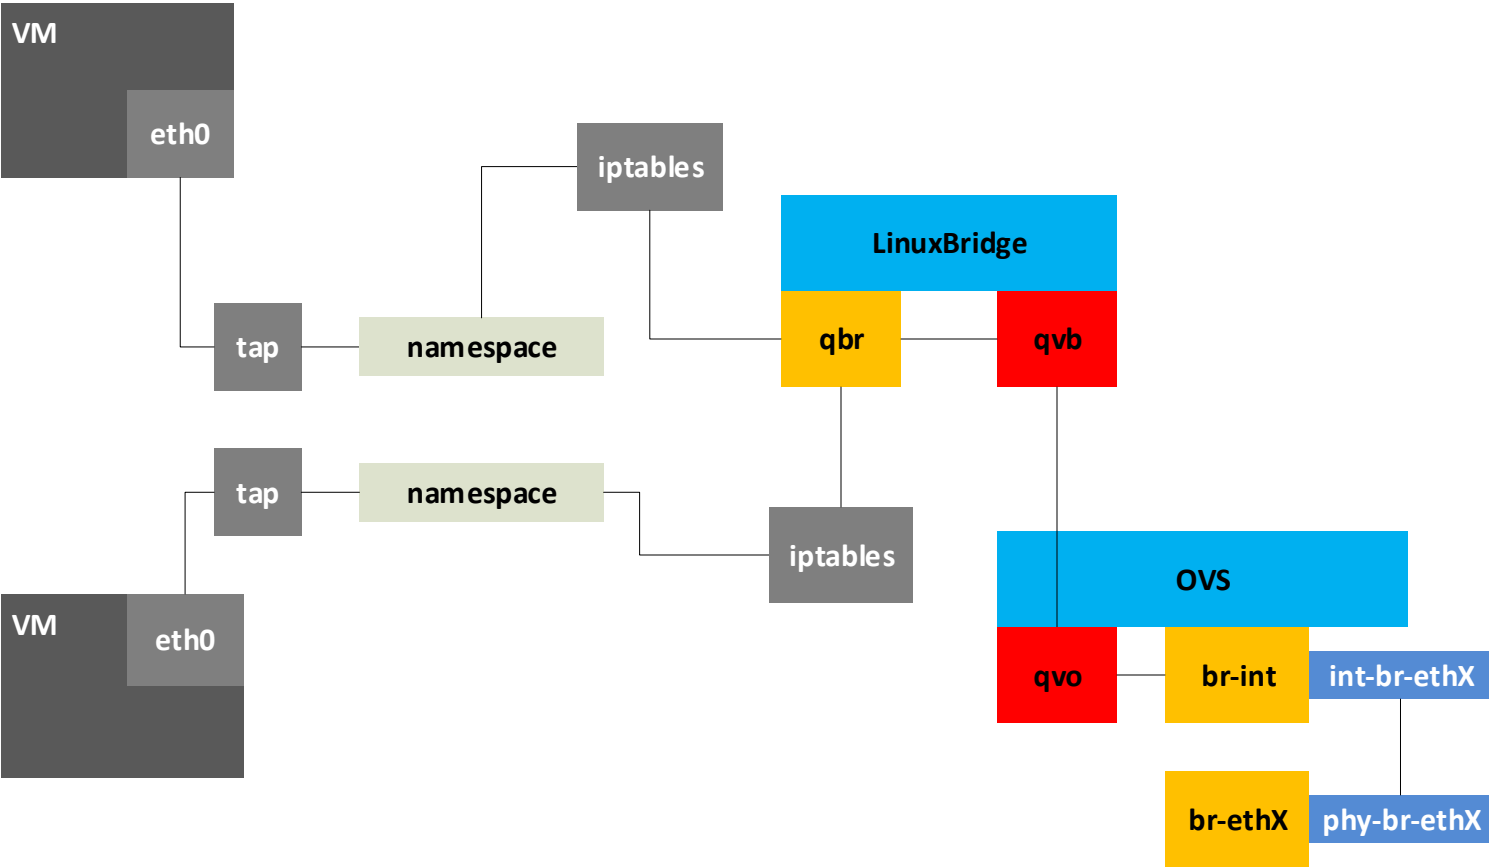 VM
eth0
iptables
LinuxBridge
tap
namespace
qbr
qvb
tap
namespace
iptables
OVS
VM
eth0
qvo
br-int
int-br-ethX
br-ethX
phy-br-ethX